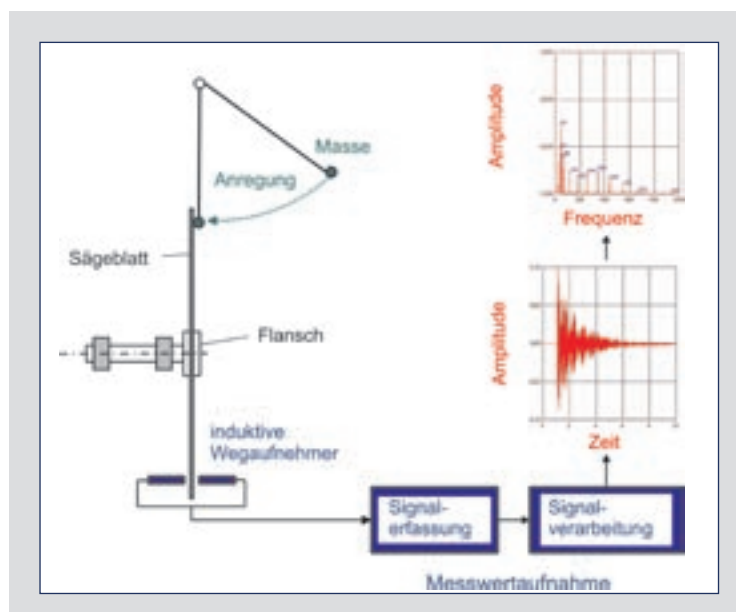 Masse
Anregung
Sägeblatt
Flansch
induktive
Wegaufnehmer
Amplitude
Frequenz
Amplitude
Zeit
Signal-
erfassung
Signal-
verarbeitung
Messwertaufnahme